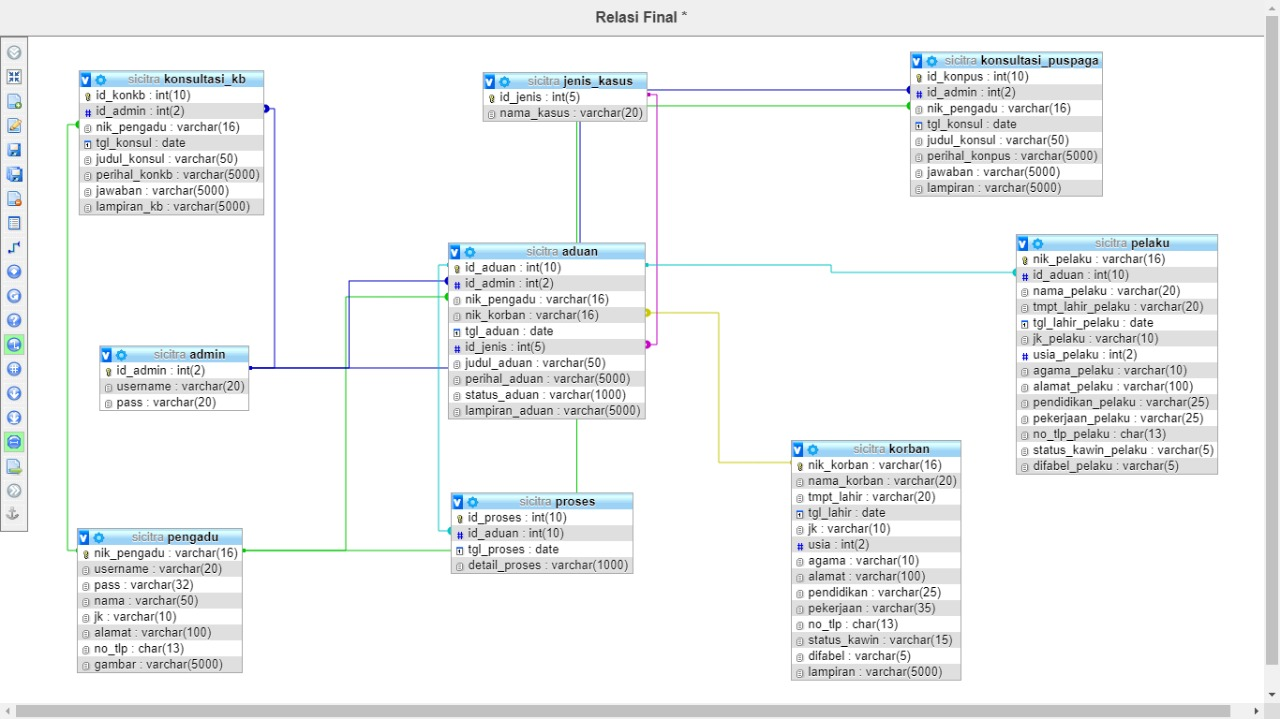 Relasi Final *
sicitra konsultasi_kb
id_konkb : int(10)
id_admin : int(2)
nik_pengadu : varchar(16)
tgl_konsul : date
judul_konsul : varchar(50)
perihal_konkb : varchar(5000)
jawaban : varchar(5000)
lampiran_kb : varchar(5000)
sicitra jenis_kasus
id_jenis : int(5)
nama_kasus : varchar(20)
sicitra konsultasi_puspaga
id_konpus : int(10)
id_admin : int(2)
nik_pengadu : varchar(16)
tgl_konsul : date
judul_konsul : varchar(50)
perihal_konpus : varchar(5000)
jawaban : varchar(5000)
lampiran : varchar(5000)
sicitra aduan
id_aduan : int(10)
id_admin : int(2)
nik_pengadu : varchar(16)
nik_korban : varchar(16)
tgl_aduan : date
id_jenis : int(5)
judul_aduan : varchar(50)
perihal_aduan : varchar(5000)
status_aduan : varchar(1000)
lampiran_aduan : varchar(5000)
sicitra pelaku
nik_pelaku : varchar(16)
id_aduan : int(10)
nama_pelaku : varchar(20)
tmpt_lahir_pelaku : varchar(20)
tgl_lahir_pelaku : date
jk_pelaku : varchar(10)
usia_pelaku : int(2)
agama_pelaku : varchar(10)
alamat_pelaku : varchar(100)
pendidikan_pelaku : varchar(25)
pekerjaan_pelaku : varchar(25)
no_tlp_pelaku : char(13)
status_kawin_pelaku : varchar(5)
difabel_pelaku : varchar(5)
sicitra admin
id_admin : int(2)
username : varchar(20)
pass : varchar(20)
sicitra korban
nik_korban : varchar(16)
nama_korban : varchar(20)
tmpt_lahir : varchar(20)
tgl_lahir : date
jk : varchar(10)
usia : int(2)
agama : varchar(10)
alamat : varchar(100)
pendidikan : varchar(25)
pekerjaan : varchar(35)
no_tlp : char(13)
status_kawin : varchar(15)
difabel : varchar(5)
lampiran : varchar(5000)
sicitra proses
id_proses : int(10)
id_aduan : int(10)
tgl_proses : date
detail_proses : varchar(1000)
sicitra pengadu
nik_pengadu : varchar(16)
username : varchar(20)
pass : varchar(32)
nama : varchar(50)
jk : varchar(10)
alamat : varchar(100)
no_tlp : char(13)
gambar : varchar(5000)